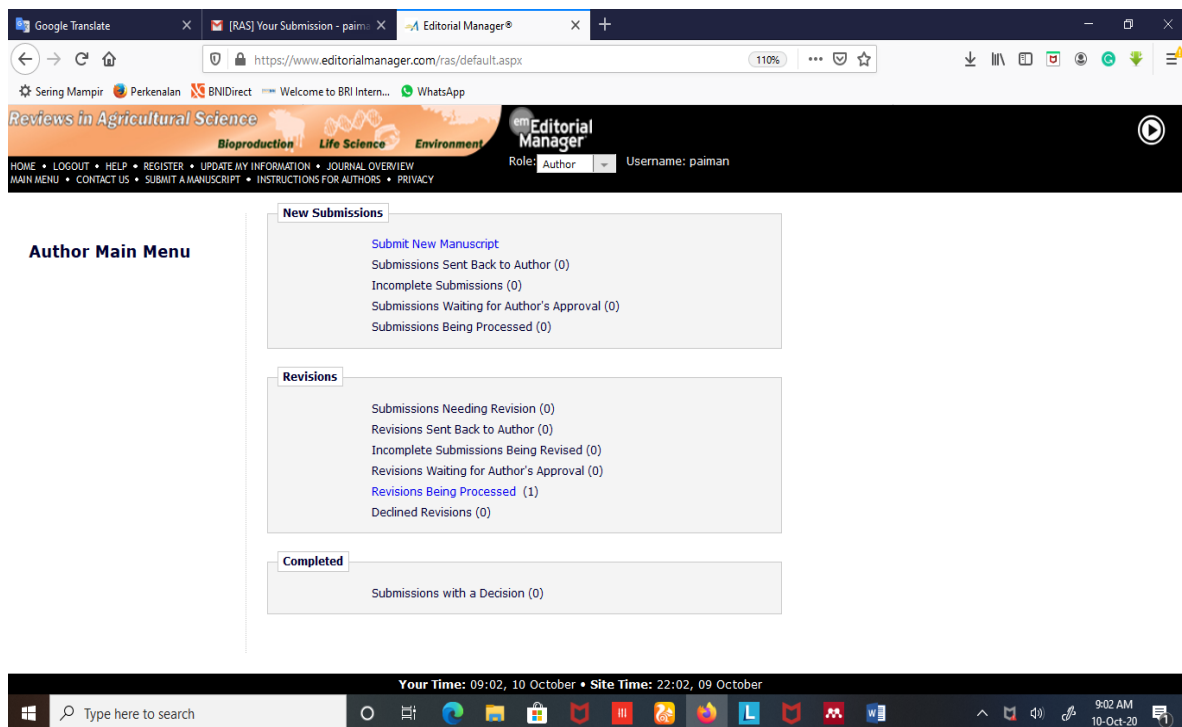 Google Translate
[RAS] Your Submission - paima
Editorial Manager®
https://www.editorialmanager.com/ras/default.aspx
110%
Sering Mampir
Perkenalan
BNIDirect
Welcome to BRI Intern...
WhatsApp
Reviews in Agricultural Science
Bioproduction Life Science Environment
em Editorial
Manager
Role: Author Username: paiman
HOME • LOGOUT • HELP • REGISTER • UPDATE MY INFORMATION • JOURNAL OVERVIEW
MAIN MENU • CONTACT US • SUBMIT A MANUSCRIPT • INSTRUCTIONS FOR AUTHORS • PRIVACY
Author Main Menu
New Submissions
Submit New Manuscript
Submissions Sent Back to Author (0)
Incomplete Submissions (0)
Submissions Waiting for Author's Approval (0)
Submissions Being Processed (0)
Revisions
Submissions Needing Revision (0)
Revisions Sent Back to Author (0)
Incomplete Submissions Being Revised (0)
Revisions Waiting for Author's Approval (0)
Revisions Being Processed (1)
Declined Revisions (0)
Completed
Submissions with a Decision (0)
Your Time: 09:02, 10 October • Site Time: 22:02, 09 October
Type here to search
9:02 AM
10-Oct-20